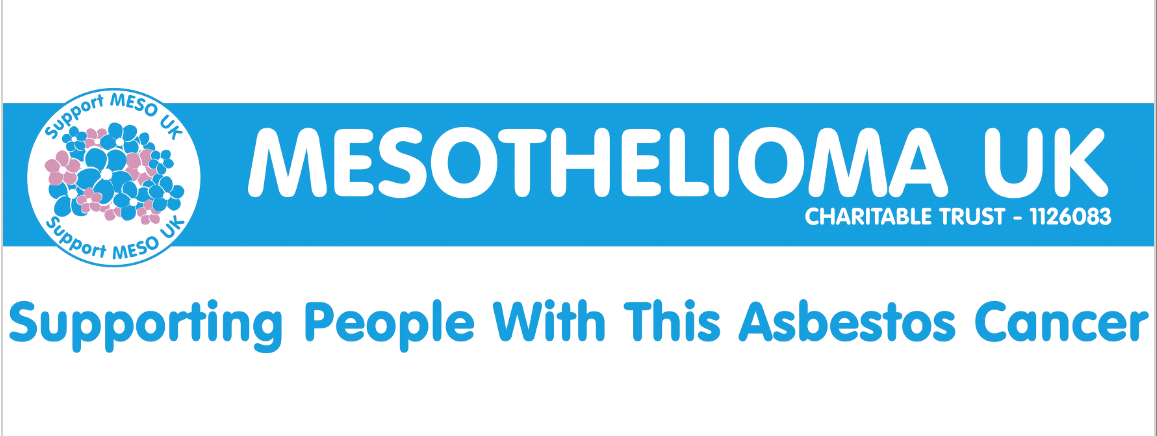 Support MESO UK
MESOTHELIOMA UK
CHARITABLE TRUST - 1126083
Support MESO UK
Supporting People With This Asbestos Cancer